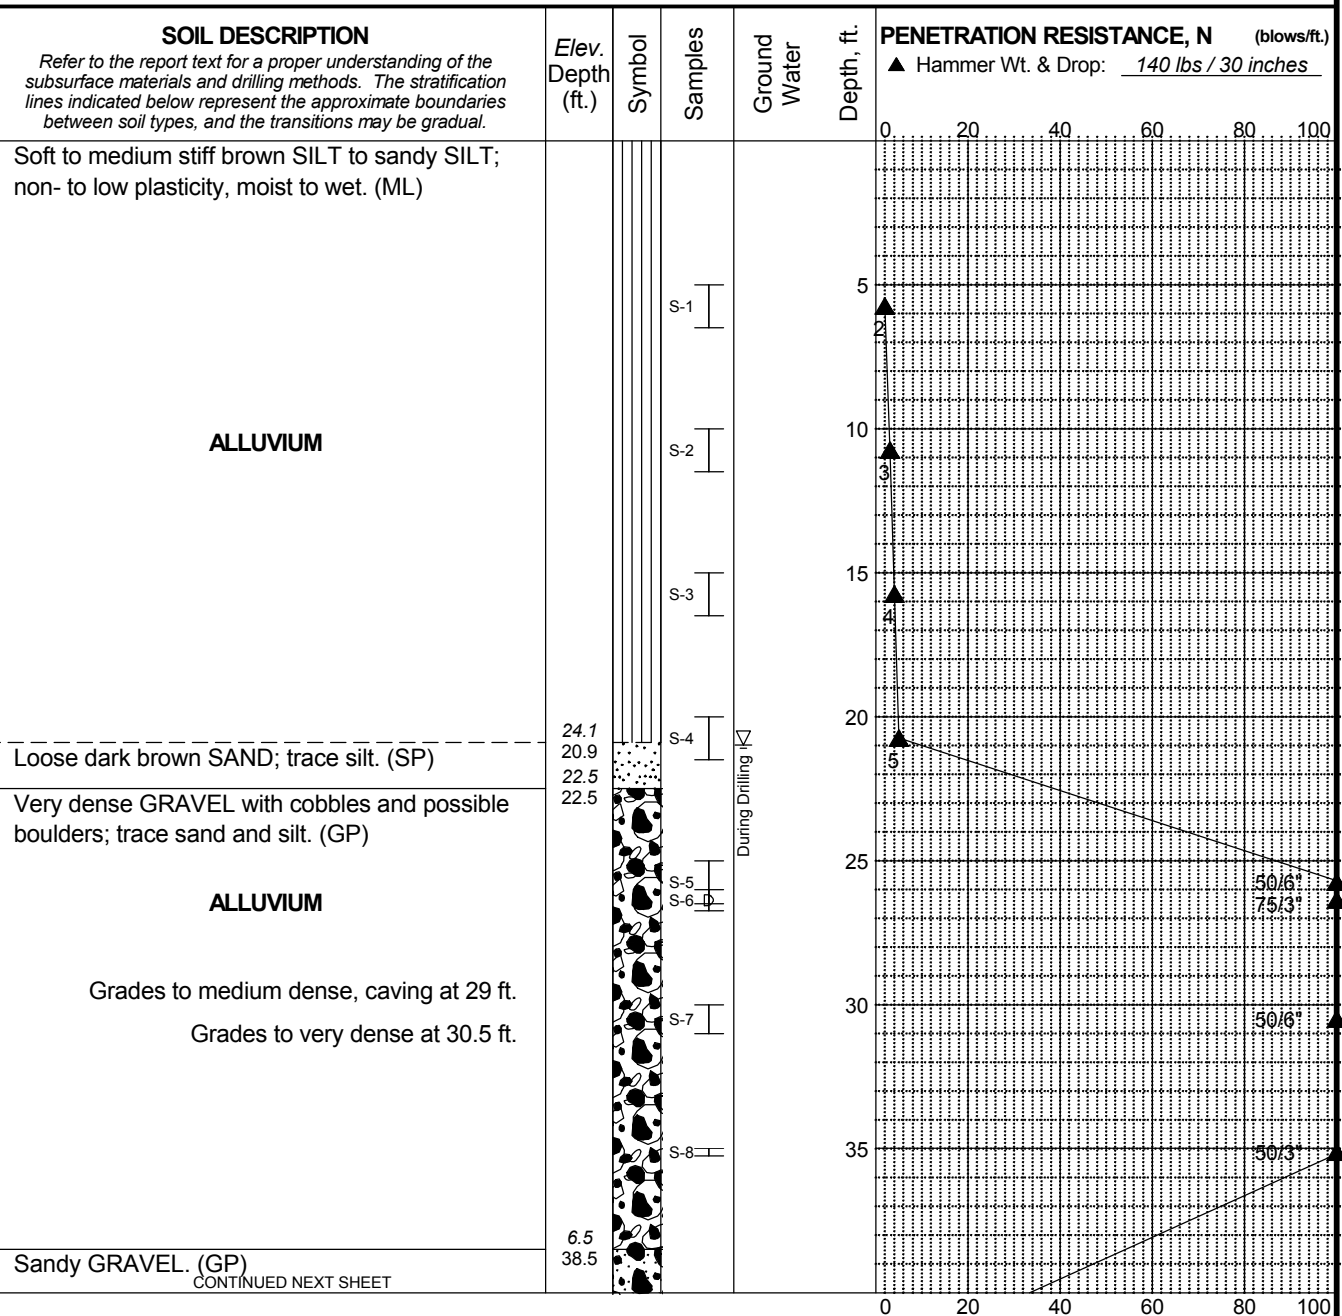 SOIL DESCRIPTION
Refer to the report text for a proper understanding of the
subsurface materials and drilling methods. The stratification
lines indicated below represent the approximate boundaries
between soil types, and the transitions may be gradual.
Elev.
Depth
(ft.)
Symbol
Samples
Ground
Water
Depth, ft.
PENETRATION RESISTANCE, N (blows/ft.)
▲ Hammer Wt. & Drop: 140 lbs / 30 inches
0 20 40 60 80 100
Soft to medium stiff brown SILT to sandy SILT;
non- to low plasticity, moist to wet. (ML)
5
S-1
2
10
ALLUVIUM
S-2
3
15
S-3
4
20
24.1
S-4
20.9
Loose dark brown SAND; trace silt. (SP)
5
22.5
During Drilling
22.5
Very dense GRAVEL with cobbles and possible
boulders; trace sand and silt. (GP)
25
S-5
50/6"
ALLUVIUM
S-6
D
75/3"
Grades to medium dense, caving at 29 ft.
30
S-7
50/6"
Grades to very dense at 30.5 ft.
35
S-8
50/3"
6.5
38.5
Sandy GRAVEL. (GP)
CONTINUED NEXT SHEET
0 20 40 60 80 100